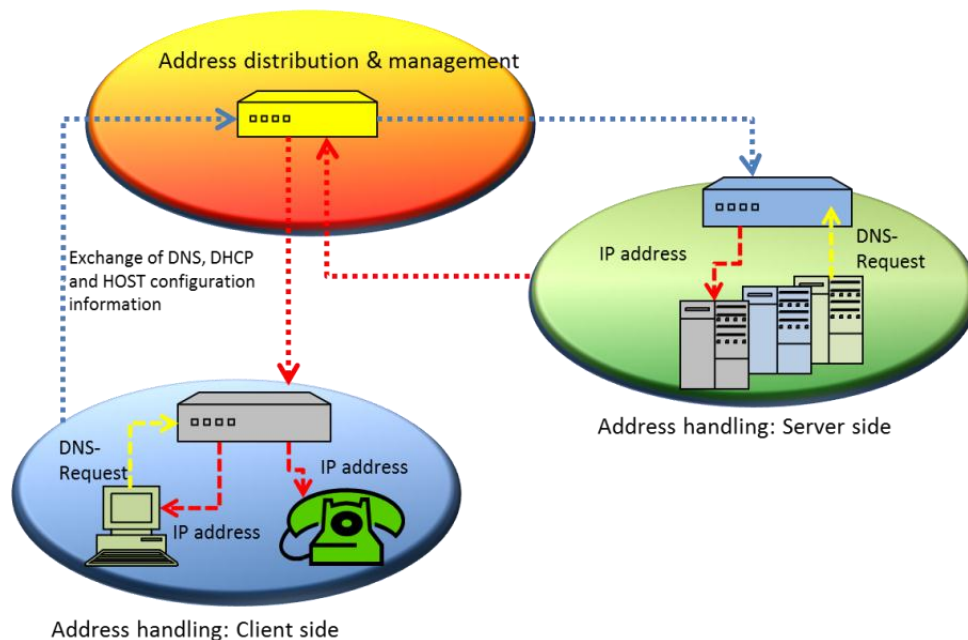 Address distribution & management
Exchange of DNS, DHCP
and HOST configuration
information
IP address
DNS-
Request
Address handling: Server side
DNS-
Request
IP address
IP address
Address handling: Client side